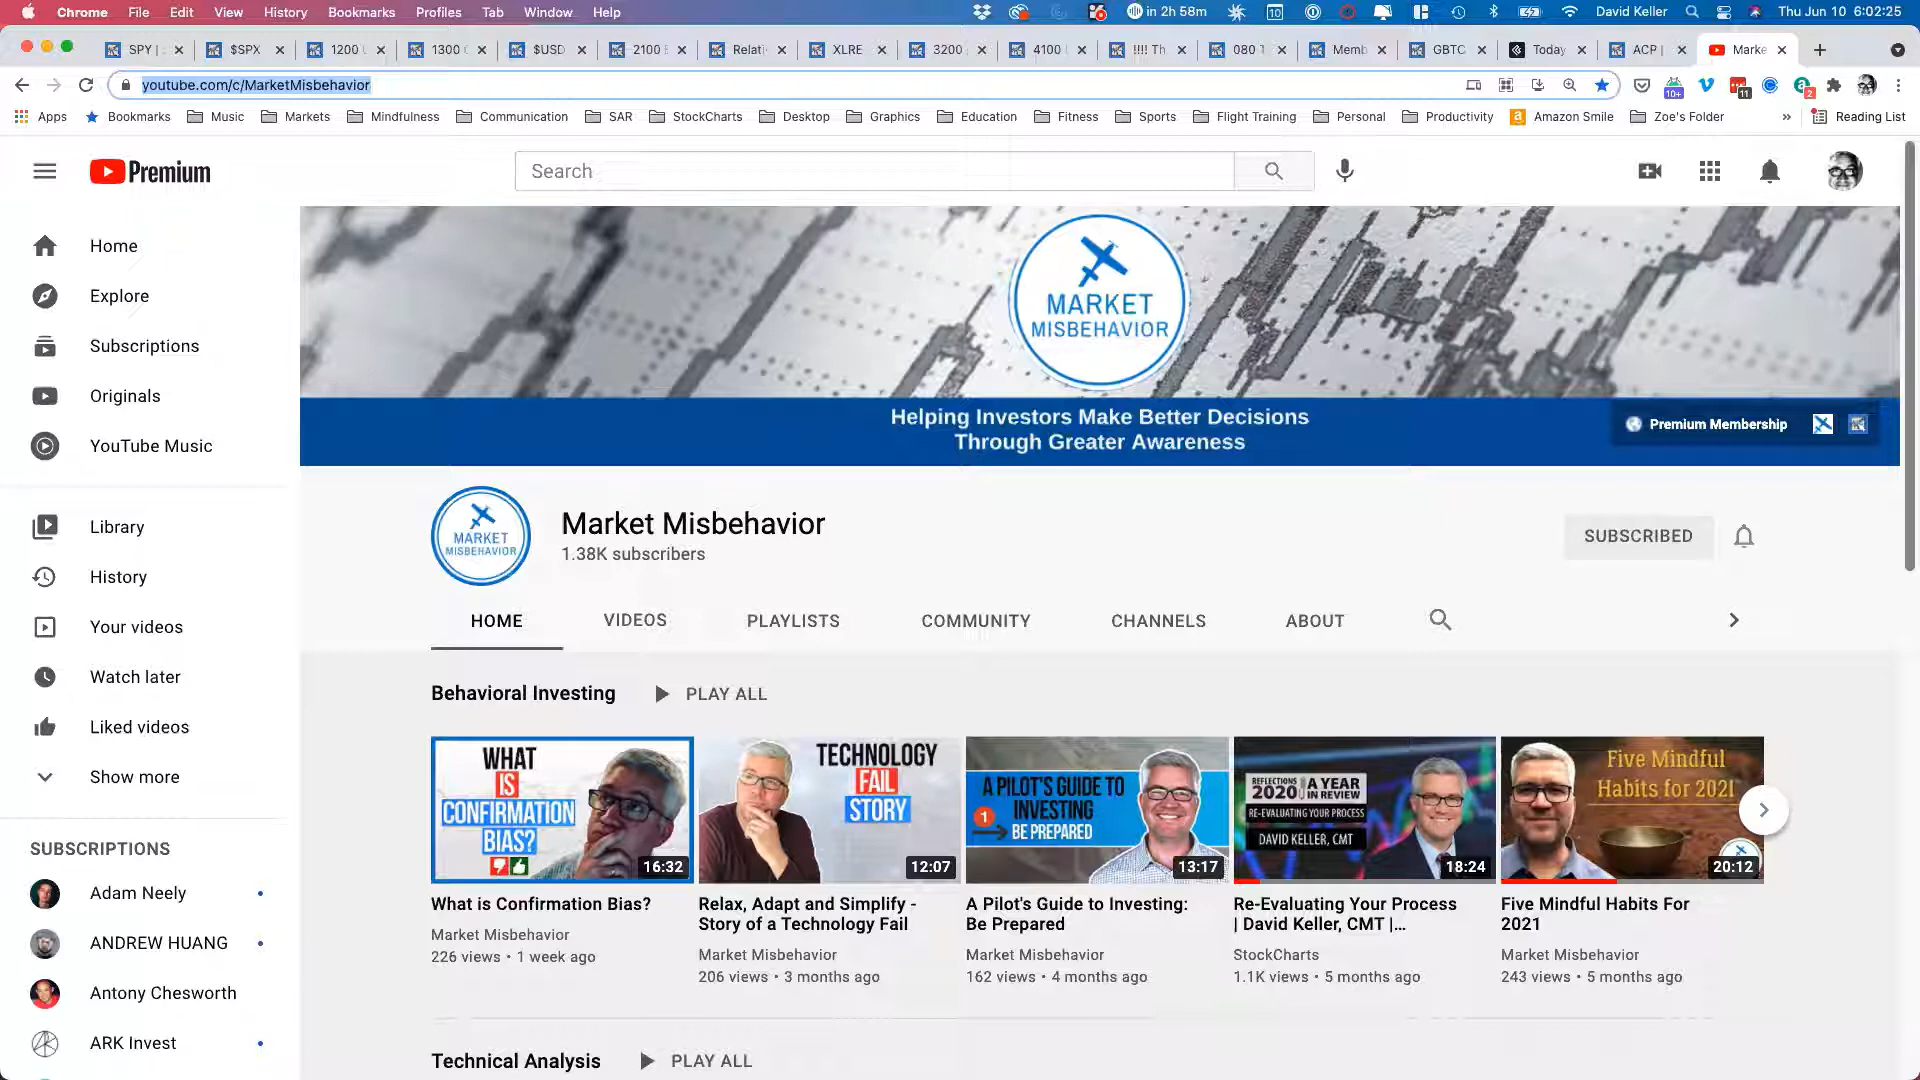 Chrome File Edit View History Bookmarks Profiles Tab Window Help
10 in 2h 58m David Keller Thu Jun 10 6:02:25
SPY | $SPX 1200 1300 $USD 2100 Relati XLRE 3200 4100 !!!! Th 080 Memb GBTC Today ACP | Marke
youtube.com/c/MarketMisbehavior
10+ 11 2
Apps Bookmarks Music Markets Mindfulness Communication SAR StockCharts Desktop Graphics Education Fitness Sports Flight Training Personal Productivity Amazon Smile Zoe's Folder » Reading List
Premium
Search
Home
Explore
Subscriptions
Originals
YouTube Music
Library
History
Your videos
Watch later
Liked videos
Show more
SUBSCRIPTIONS
Adam Neely
ANDREW HUANG
Antony Chesworth
ARK Invest
MARKET
MISBEHAVIOR
Helping Investors Make Better Decisions
Through Greater Awareness
Premium Membership
MARKET
MISBEHAVIOR
Market Misbehavior
1.38K subscribers
SUBSCRIBED
HOME VIDEOS PLAYLISTS COMMUNITY CHANNELS ABOUT
Behavioral Investing PLAY ALL
WHAT
IS
CONFIRMATION
BIAS?
16:32
What is Confirmation Bias?
Market Misbehavior
226 views • 1 week ago
TECHNOLOGY
FAIL
STORY
12:07
Relax, Adapt and Simplify -
Story of a Technology Fail
Market Misbehavior
206 views • 3 months ago
A PILOT'S GUIDE TO
INVESTING
1 BE PREPARED
13:17
A Pilot's Guide to Investing:
Be Prepared
Market Misbehavior
162 views • 4 months ago
REFLECTIONS
2020 A YEAR
IN REVIEW
RE-EVALUATING YOUR PROCESS
DAVID KELLER, CMT
18:24
Re-Evaluating Your Process
| David Keller, CMT |...
StockCharts
1.1K views • 5 months ago
Five Mindful
Habits for 2021
20:12
Five Mindful Habits For
2021
Market Misbehavior
243 views • 5 months ago
Technical Analysis PLAY ALL